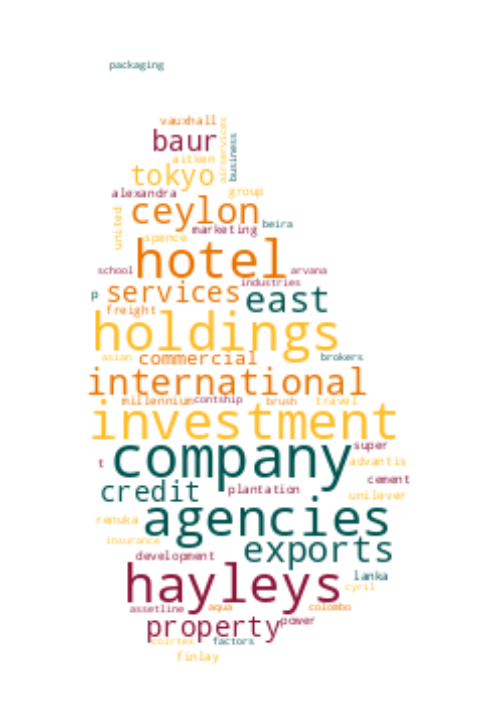 packaging
vauxhall
airservices
baur
business
aitken
tokyo
alexandra group
united
ceylon
beira
marketing
spence
hotel
school arvana
industries
p services east
freight
holdings
asian commercial brokers
international
millennium contship brush travel
investment
super
company
t advantis
cement
credit plantation
unilever
agencies
renuka
insurance
exports
development
lanka
hayleys
cyril
assetline aqua colombo
property power
coirtex factors
finlay